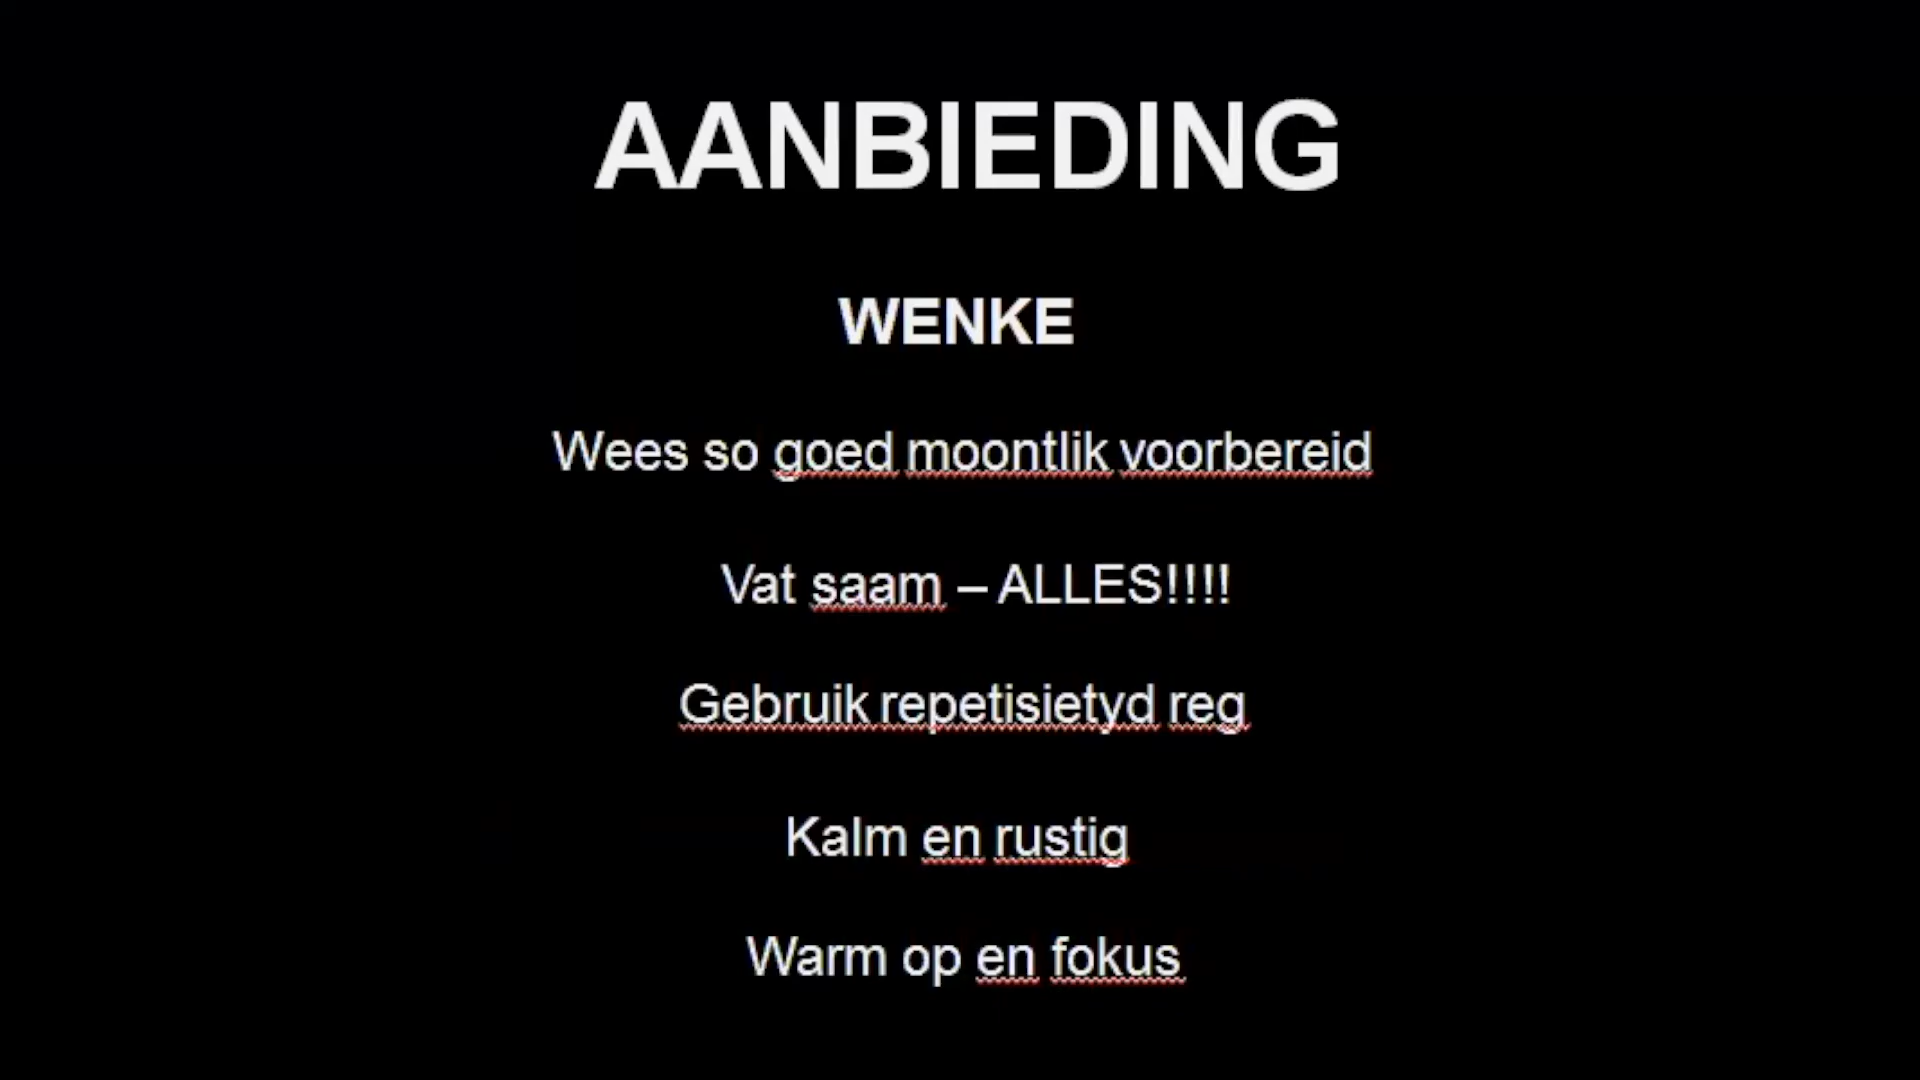 AANBIEDING
WENKE
Wees so goed moontlik voorbereid
Vat saam – ALLES!!!!
Gebruik repetisietyd reg
Kalm en rustig
Warm op en fokus